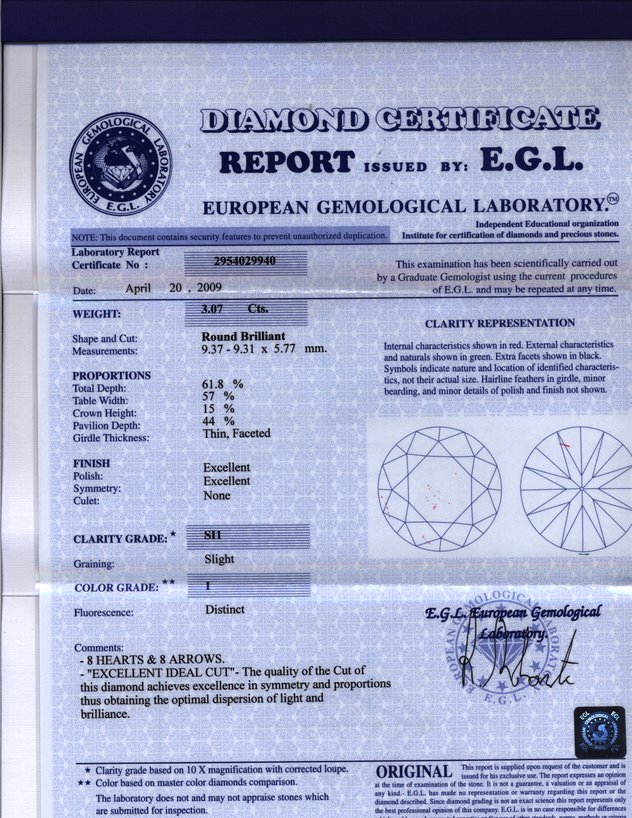 EUROPEAN GEMOLOGICAL LABORATORY
E.G.L.
DIAMOND CERTIFICATE
REPORT ISSUED BY: E.G.L.
EUROPEAN GEMOLOGICAL LABORATORY.™
Independent Educational organization
NOTE: This document contains security features to prevent unauthorized duplication.
Institute for certification of diamonds and precious stones.
Laboratory Report
Certificate No : 2954029940
This examination has been scientifically carried out
by a Graduate Gemologist using the current procedures
of E.G.L. and may be repeated at any time.
Date: April 20 , 2009
WEIGHT: 3.07 Cts.
Shape and Cut: Round Brilliant
Measurements: 9.37 - 9.31 x 5.77 mm.
PROPORTIONS
Total Depth: 61.8 %
Table Width: 57 %
Crown Height: 15 %
Pavilion Depth: 44 %
Girdle Thickness: Thin, Faceted
FINISH
Polish: Excellent
Symmetry: Excellent
Culet: None
CLARITY GRADE: * SI1
Graining: Slight
COLOR GRADE: ** I
Fluorescence: Distinct
CLARITY REPRESENTATION
Internal characteristics shown in red. External characteristics
and naturals shown in green. Extra facets shown in black.
Symbols indicate nature and location of identified characteris-
tics, not their actual size. Hairline feathers in girdle, minor
bearding, and minor details of polish and finish not shown.
E.G.L. European Gemological
Laboratory.
Comments:
- 8 HEARTS & 8 ARROWS.
- "EXCELLENT IDEAL CUT"- The quality of the Cut of
this diamond achieves excellence in symmetry and proportions
thus obtaining the optimal dispersion of light and
brilliance.
EGL EGL
* Clarity grade based on 10 X magnification with corrected loupe.
** Color based on master color diamonds comparison.
The laboratory does not and may not appraise stones which
are submitted for inspection.
ORIGINAL This report is supplied upon request of the customer and is
issued for his exclusive use. The report expresses an opinion
at the time of examination of the stone. It is not a guarantee, a valuation or an appraisal of
any kind.- E.G.L. has made no representation or warranty regarding this report or the
diamond described. Since diamond grading is not an exact science this report represents only
the best professional opinion of this company. E.G.L. is in no case responsible for differences